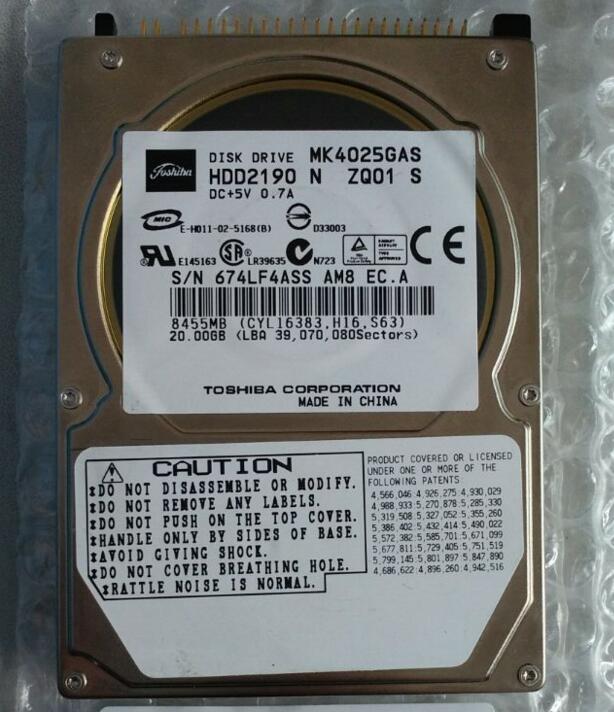 Toshiba
DISK DRIVE MK4025GAS
HDD2190 N ZQ01 S
DC+5V 0.7A
MIC E-H011-02-5168(B) D33003
E145163 LR39635 N723 CE
S/N 674LF4ASS AM8 EC.A
8455MB (CYL16383,H16,S63)
20.00GB (LBA 39,070,080Sectors)
TOSHIBA CORPORATION
MADE IN CHINA
CAUTION
*DO NOT DISASSEMBLE OR MODIFY.
*DO NOT REMOVE ANY LABELS.
*DO NOT PUSH ON THE TOP COVER.
*HANDLE ONLY BY SIDES OF BASE.
*AVOID GIVING SHOCK.
*DO NOT COVER BREATHING HOLE.
*RATTLE NOISE IS NORMAL.
PRODUCT COVERED OR LICENSED
UNDER ONE OR MORE OF THE
FOLLOWING PATENTS
4,566,046:4,926,275:4,930,029
4,988,933:5,270,878:5,285,330
5,319,508:5,327,052:5,355,260
5,386,402:5,432,414:5,490,022
5,572,382:5,585,701:5,671,099
5,677,811:5,729,405:5,751,519
5,799,145:5,801,897:5,847,890
4,686,622:4,896,260:4,942,516